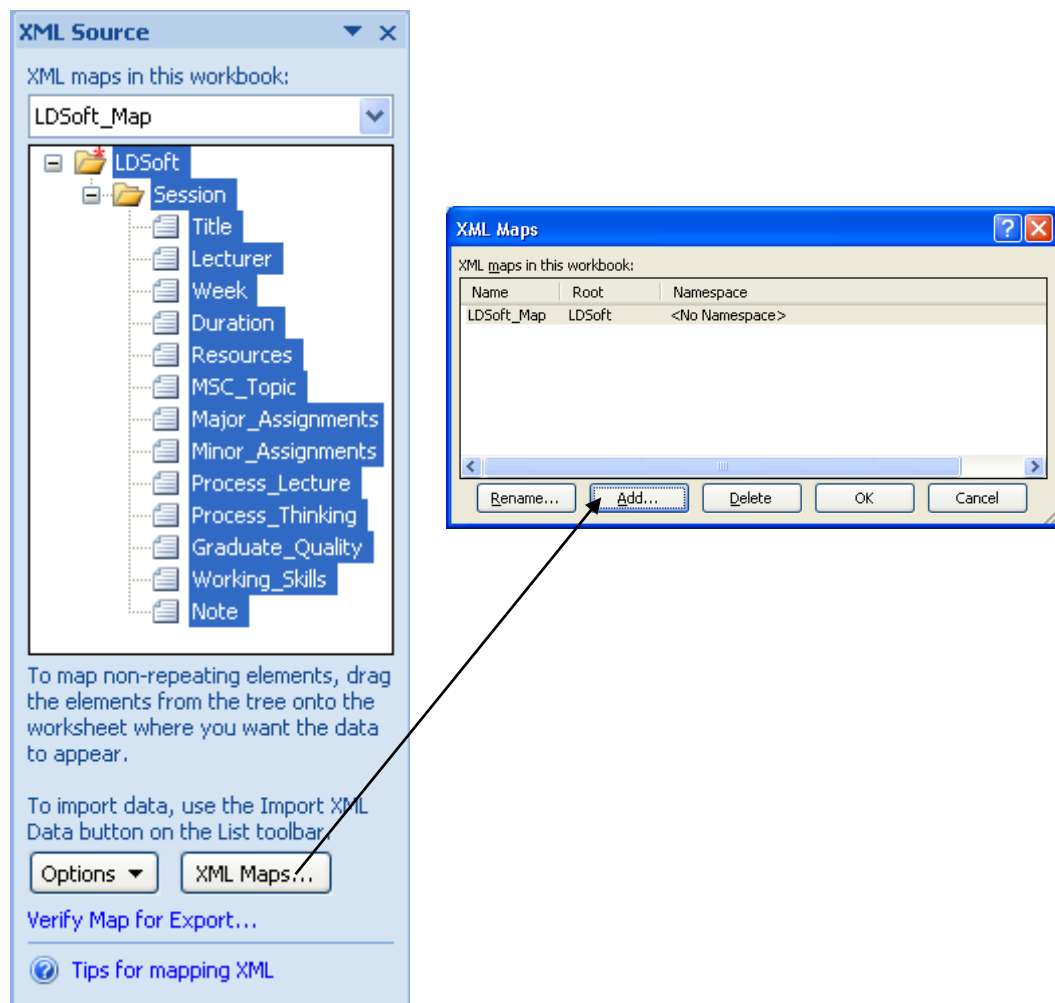 XML Source
XML maps in this workbook:
LDSoft_Map
LDSoft
Session
Title
Lecturer
Week
Duration
Resources
MSC_Topic
Major_Assignments
Minor_Assignments
Process_Lecture
Process_Thinking
Graduate_Quality
Working_Skills
Note
To map non-repeating elements, drag
the elements from the tree onto the
worksheet where you want the data
to appear.
To import data, use the Import XML
Data button on the List toolbar.
Options XML Maps...
Verify Map for Export...
Tips for mapping XML
XML Maps
XML maps in this workbook:
Name Root Namespace
LDSoft_Map LDSoft <No Namespace>
Rename... Add... Delete OK Cancel